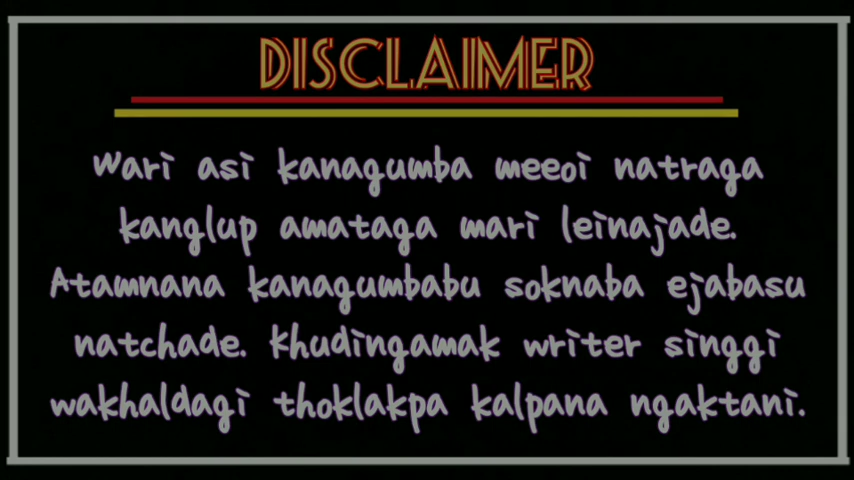 DISCLAIMER
Wari asi kanagumba meeoi natraga
kanglup amataga mari leinajade.
Atamnana kanagumbabu soknaba ejabasu
natchade. Khudingamak writer singgi
wakhaldagi thoklakpa kalpana ngaktani.